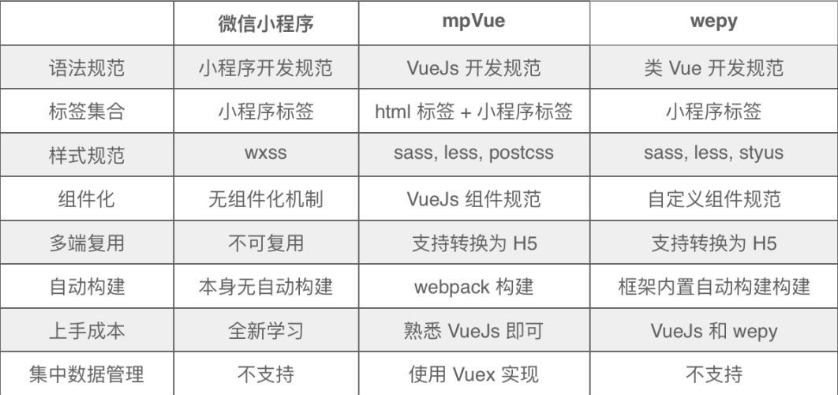 微信小程序 mpVue wepy
语法规范 小程序开发规范 VueJs 开发规范 类 Vue 开发规范
标签集合 小程序标签 html 标签 + 小程序标签 小程序标签
样式规范 wxss sass, less, postcss sass, less, styus
组件化 无组件化机制 VueJs 组件规范 自定义组件规范
多端复用 不可复用 支持转换为 H5 支持转换为 H5
自动构建 本身无自动构建 webpack 构建 框架内置自动构建构建
上手成本 全新学习 熟悉 VueJs 即可 VueJs 和 wepy
集中数据管理 不支持 使用 Vuex 实现 不支持